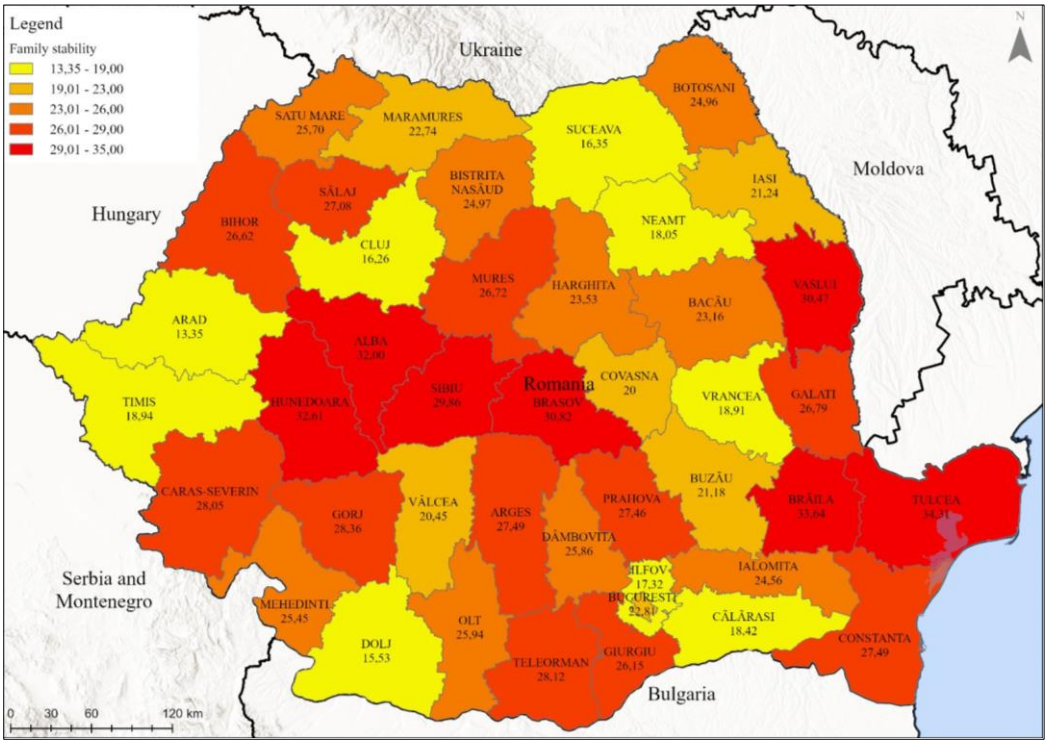 Legend
Family stability
13,35 - 19,00
19,01 - 23,00
23,01 - 26,00
26,01 - 29,00
29,01 - 35,00
N
Ukraine
Moldova
Hungary
Romania
Serbia and
Montenegro
Bulgaria
BOTOSANI
24,96
SATU MARE
25,70
MARAMURES
22,74
SUCEAVA
16,35
IASI
21,24
BISTRITA
NASĂUD
24,97
SĂLAJ
27,08
BIHOR
26,62
CLUJ
16,26
NEAMT
18,05
MURES
26,72
HARGHITA
23,53
BACĂU
23,16
VASLUI
30,47
ARAD
13,35
ALBA
32,00
TIMIS
18,94
HUNEDOARA
32,61
SIBIU
29,86
BRASOV
30,82
COVASNA
20
VRANCEA
18,91
GALATI
26,79
CARAS-SEVERIN
28,05
GORJ
28,36
VÂLCEA
20,45
ARGES
27,49
DÂMBOVITA
25,86
PRAHOVA
27,46
BUZĂU
21,18
BRĂILA
33,64
TULCEA
34,31
MEHEDINTI
25,45
DOLJ
15,53
OLT
25,94
TELEORMAN
28,12
GIURGIU
26,15
ILFOV
17,32
BUCURESTI
22,81
IALOMITA
24,56
CĂLĂRASI
18,42
CONSTANTA
27,49
0 30 60 120 km